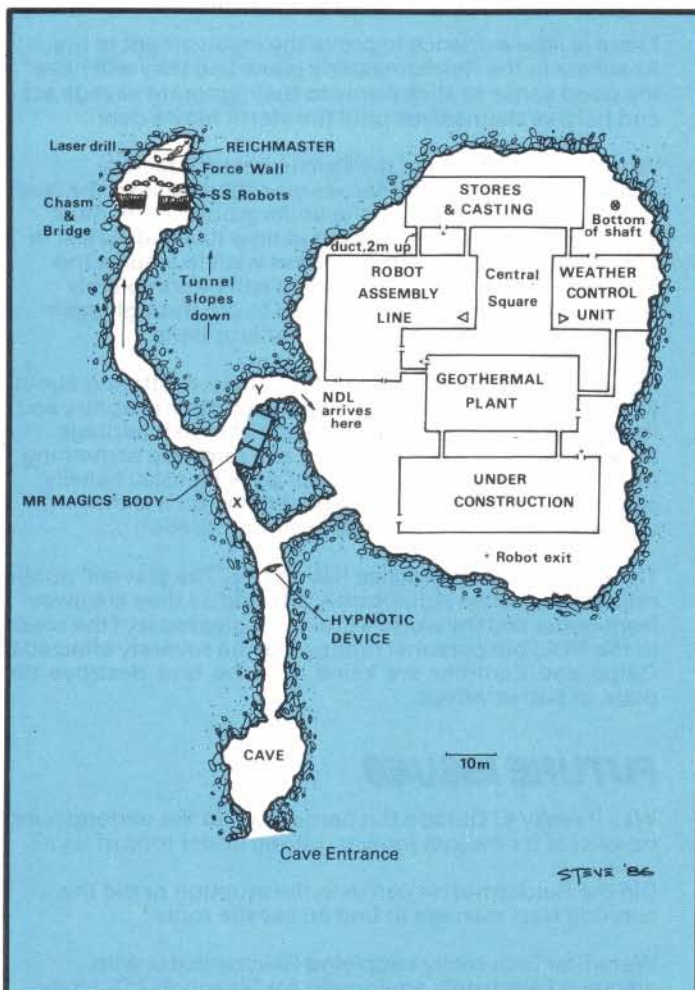 Laser drill
REICHMASTER
Force Wall
SS Robots
Chasm
& Bridge
Tunnel
slopes
down
STORES
& CASTING
Bottom
of shaft
duct, 2m up
ROBOT
ASSEMBLY
LINE
Central
Square
WEATHER
CONTROL
UNIT
Y
NDL
arrives
here
GEOTHERMAL
PLANT
MR MAGICS' BODY
X
UNDER
CONSTRUCTION
+ Robot exit
HYPNOTIC
DEVICE
CAVE
10m
Cave Entrance
STEVE '86